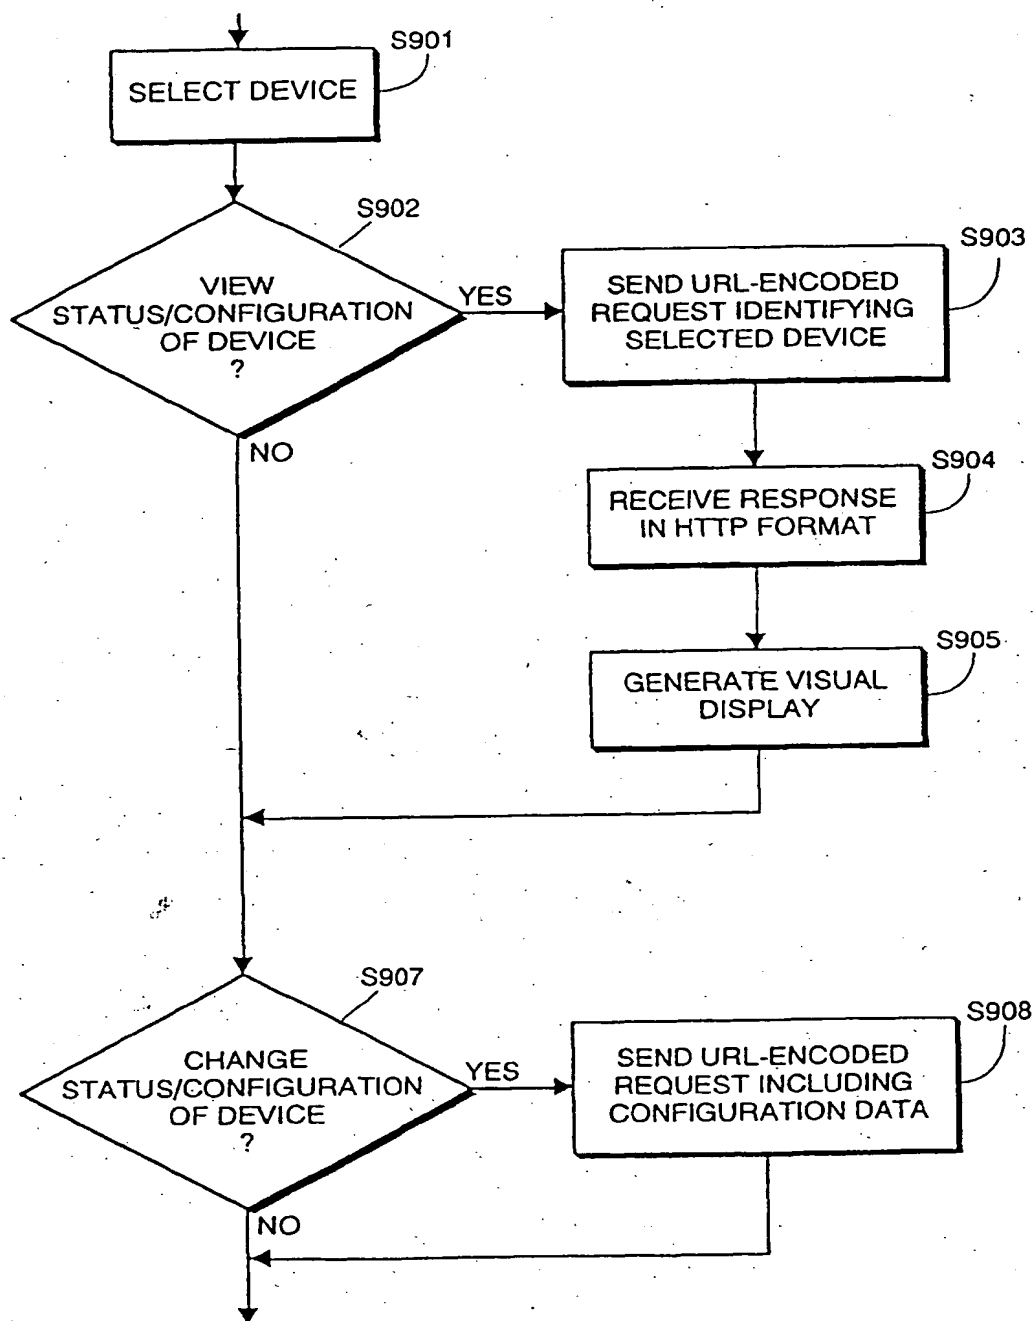 S901
SELECT DEVICE
S902
VIEW
STATUS/CONFIGURATION
OF DEVICE
?
YES
NO
S903
SEND URL-ENCODED
REQUEST IDENTIFYING
SELECTED DEVICE
S904
RECEIVE RESPONSE
IN HTTP FORMAT
S905
GENERATE VISUAL
DISPLAY
S907
CHANGE
STATUS/CONFIGURATION
OF DEVICE
?
YES
NO
S908
SEND URL-ENCODED
REQUEST INCLUDING
CONFIGURATION DATA